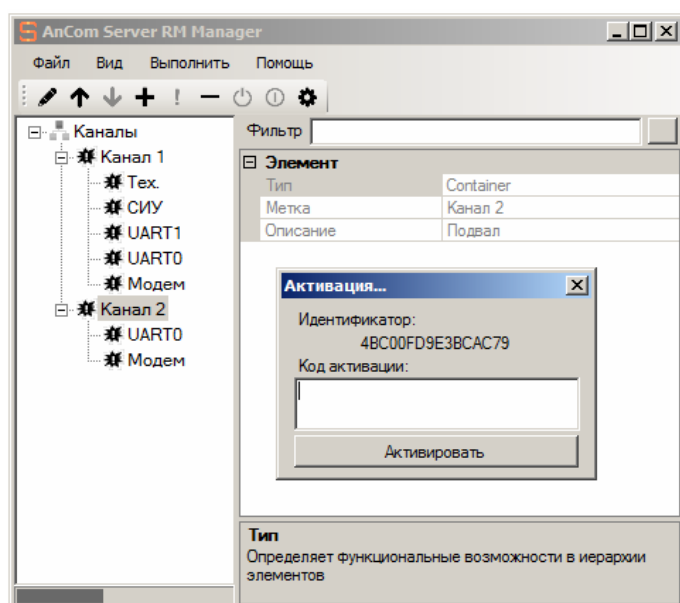 AnCom Server RM Manager
Файл Вид Выполнить Помощь
Каналы
Канал 1
Тех.
СИУ
UART1
UART0
Модем
Канал 2
UART0
Модем
Фильтр
Элемент
Тип Container
Метка Канал 2
Описание Подвал
Активация...
Идентификатор:
4BC00FD9E3BCAC79
Код активации:
Активировать
Тип
Определяет функциональные возможности в иерархии
элементов